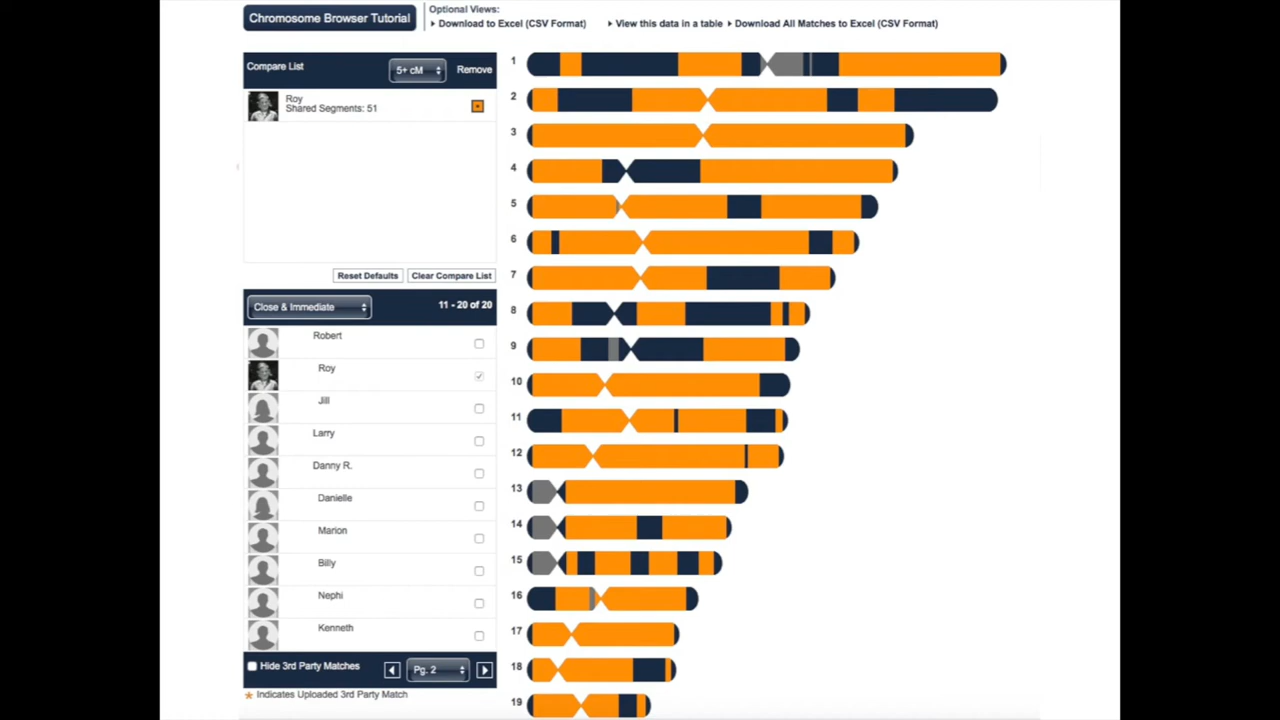 Chromosome Browser Tutorial
Optional Views:
Download to Excel (CSV Format) View this data in a table Download All Matches to Excel (CSV Format)
Compare List 5+ cM Remove
Roy
Shared Segments: 51
Reset Defaults Clear Compare List
Close & Immediate 11 - 20 of 20
Robert
Roy
Jill
Larry
Danny R.
Danielle
Marion
Billy
Nephi
Kenneth
Hide 3rd Party Matches Pg. 2
* Indicates Uploaded 3rd Party Match
1
2
3
4
5
6
7
8
9
10
11
12
13
14
15
16
17
18
19